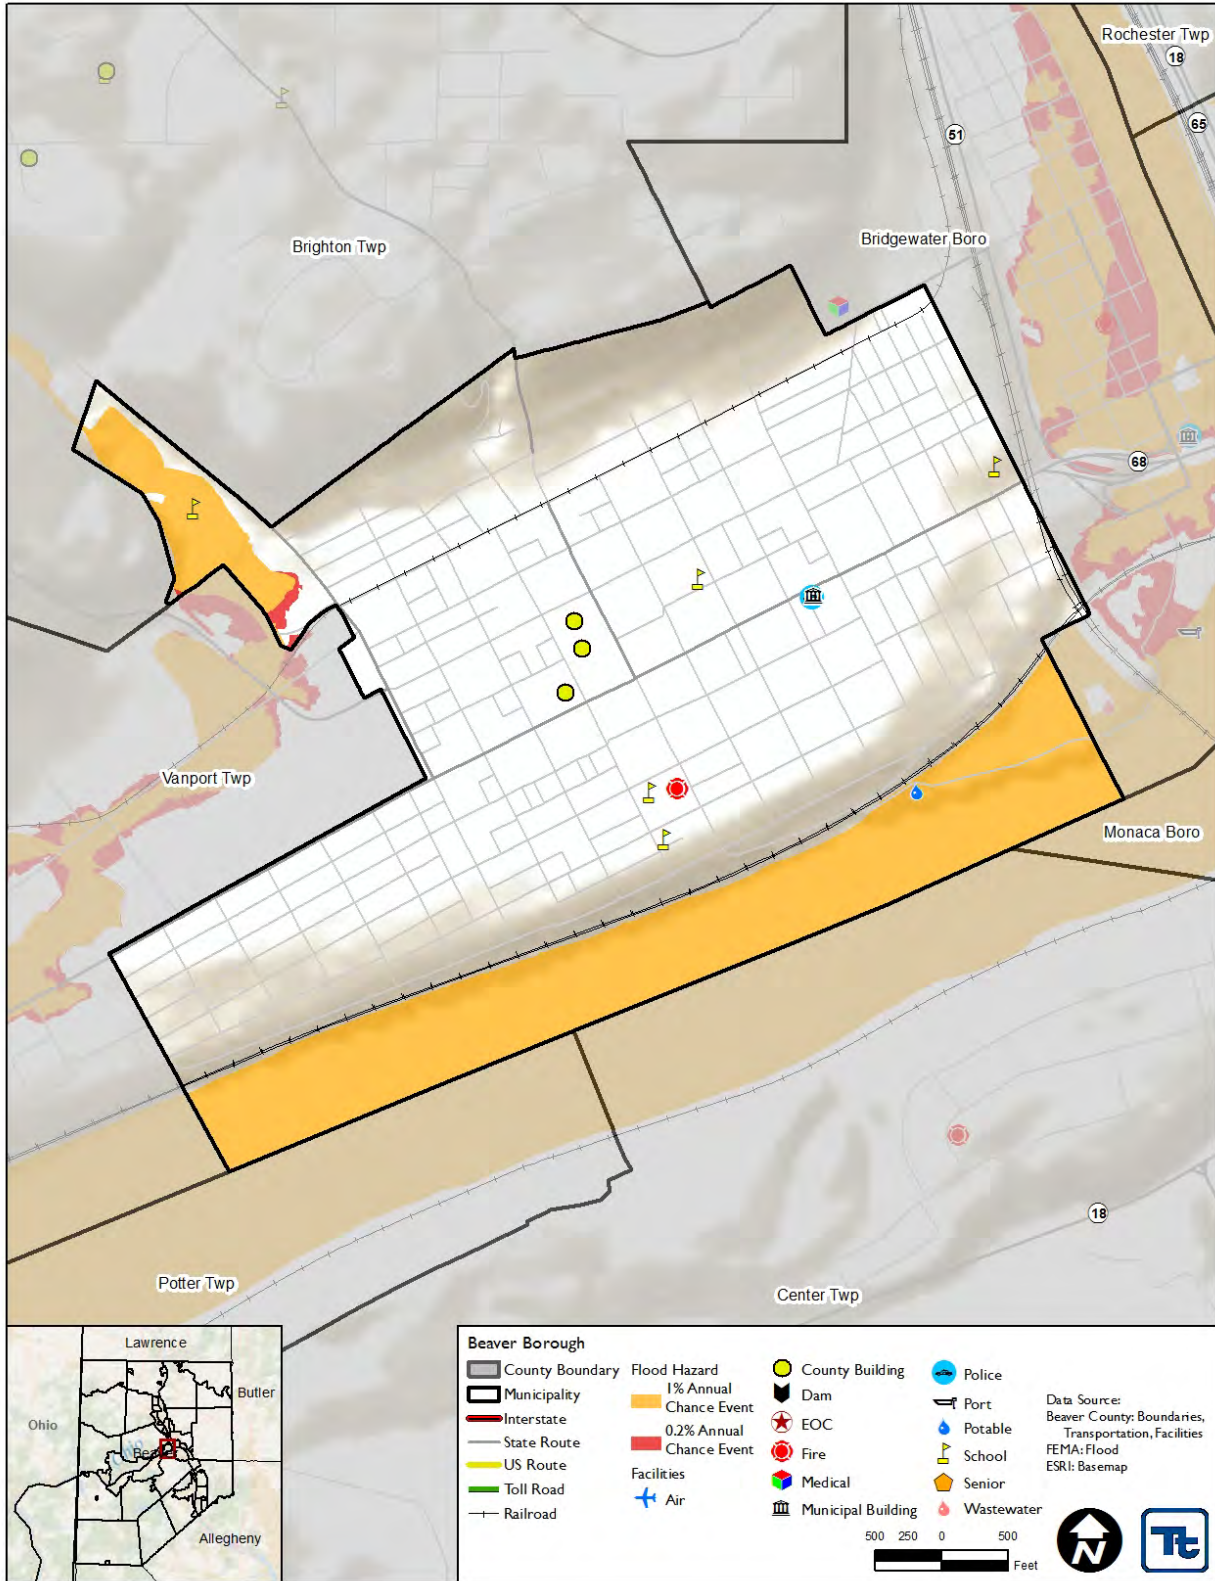 Rochester Twp
18
65
51
Brighton Twp
Bridgewater Boro
68
Vanport Twp
Monaca Boro
18
Potter Twp
Center Twp
Lawrence
Butler
Ohio
Ohio
Beaver
Allegheny
Beaver Borough
County Boundary
Municipality
Interstate
State Route
US Route
Toll Road
Railroad
Flood Hazard
1% Annual
Chance Event
0.2% Annual
Chance Event
Facilities
Air
County Building
Dam
EOC
Fire
Medical
Municipal Building
Police
Port
Potable
School
Senior
Wastewater
Data Source:
Beaver County: Boundaries,
Transportation, Facilities
FEMA: Flood
ESRI: Basemap
500 250 0 500
Feet
N
Tt